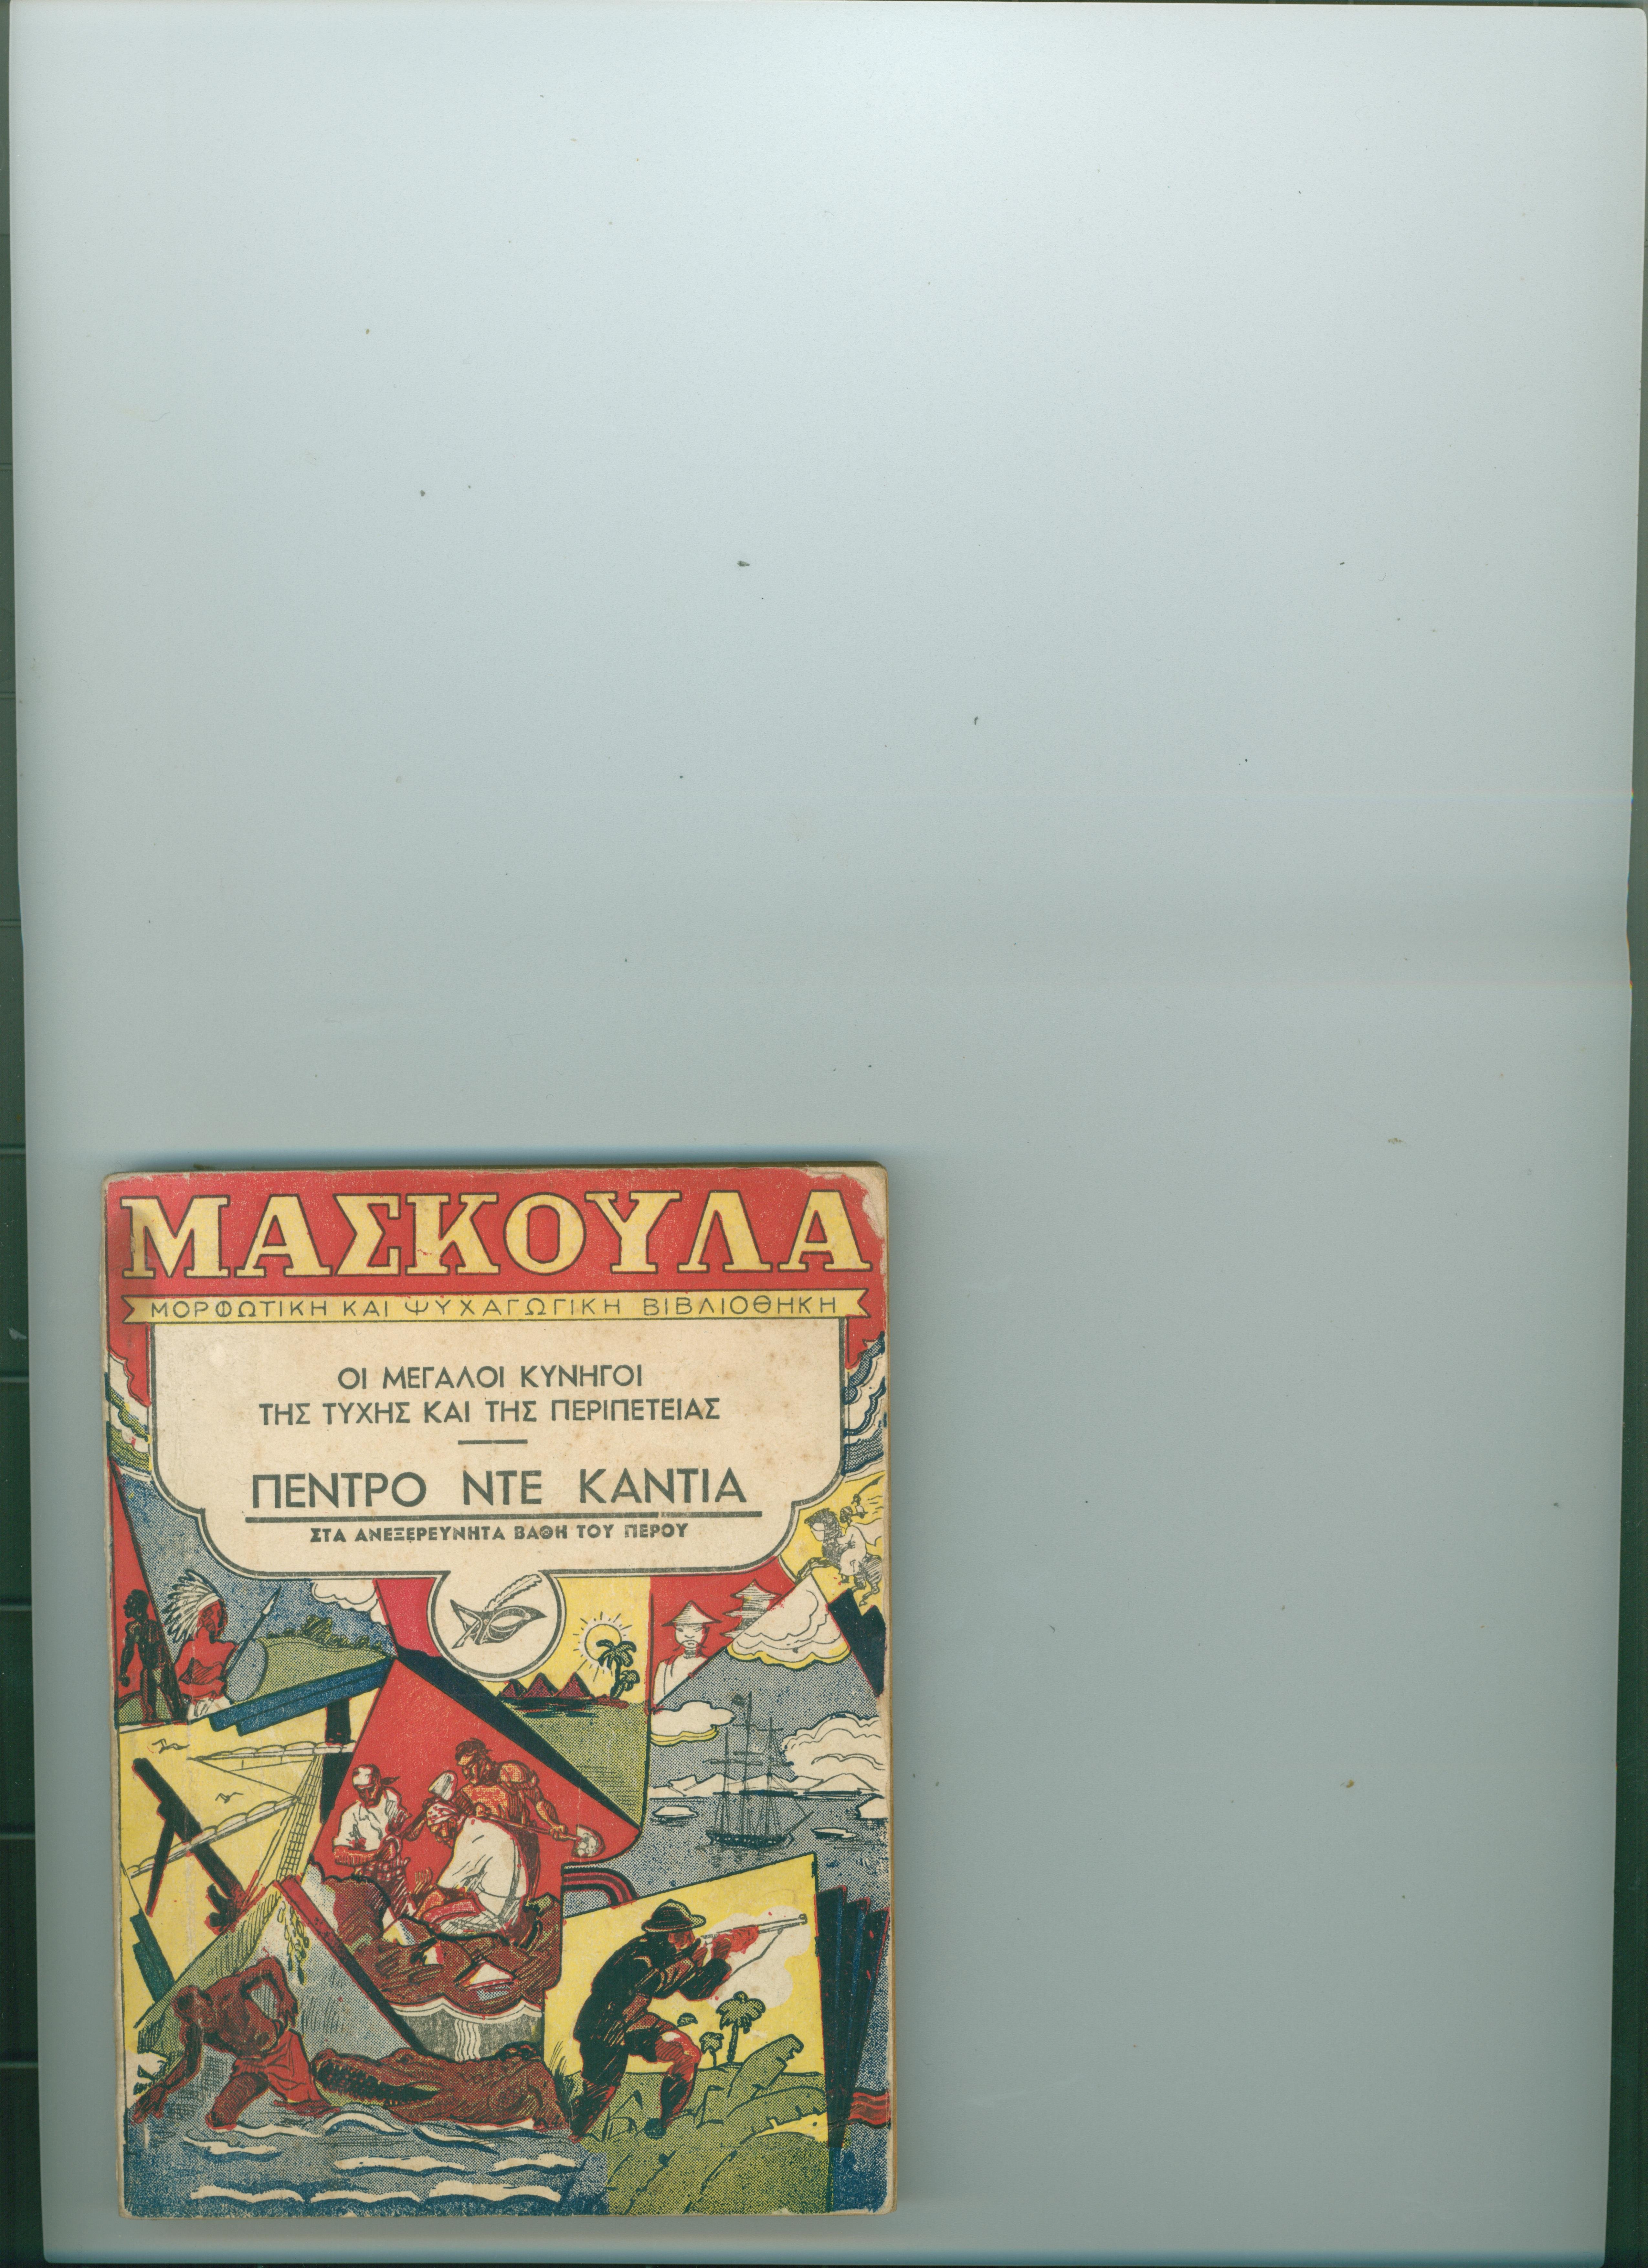 ΜΑΣΚΟΥΛΑ
ΜΟΡΦΩΤΙΚΗ ΚΑΙ ΨΥΧΑΓΩΓΙΚΗ ΒΙΒΛΙΟΘΗΚΗ
ΟΙ ΜΕΓΑΛΟΙ ΚΥΝΗΓΟΙ
ΤΗΣ ΤΥΧΗΣ ΚΑΙ ΤΗΣ ΠΕΡΙΠΕΤΕΙΑΣ
ΠΕΝΤΡΟ ΝΤΕ ΚΑΝΤΙΑ
ΣΤΑ ΑΝΕΞΕΡΕΥΝΗΤΑ ΒΑΘΗ ΤΟΥ ΠΕΡΟΥ